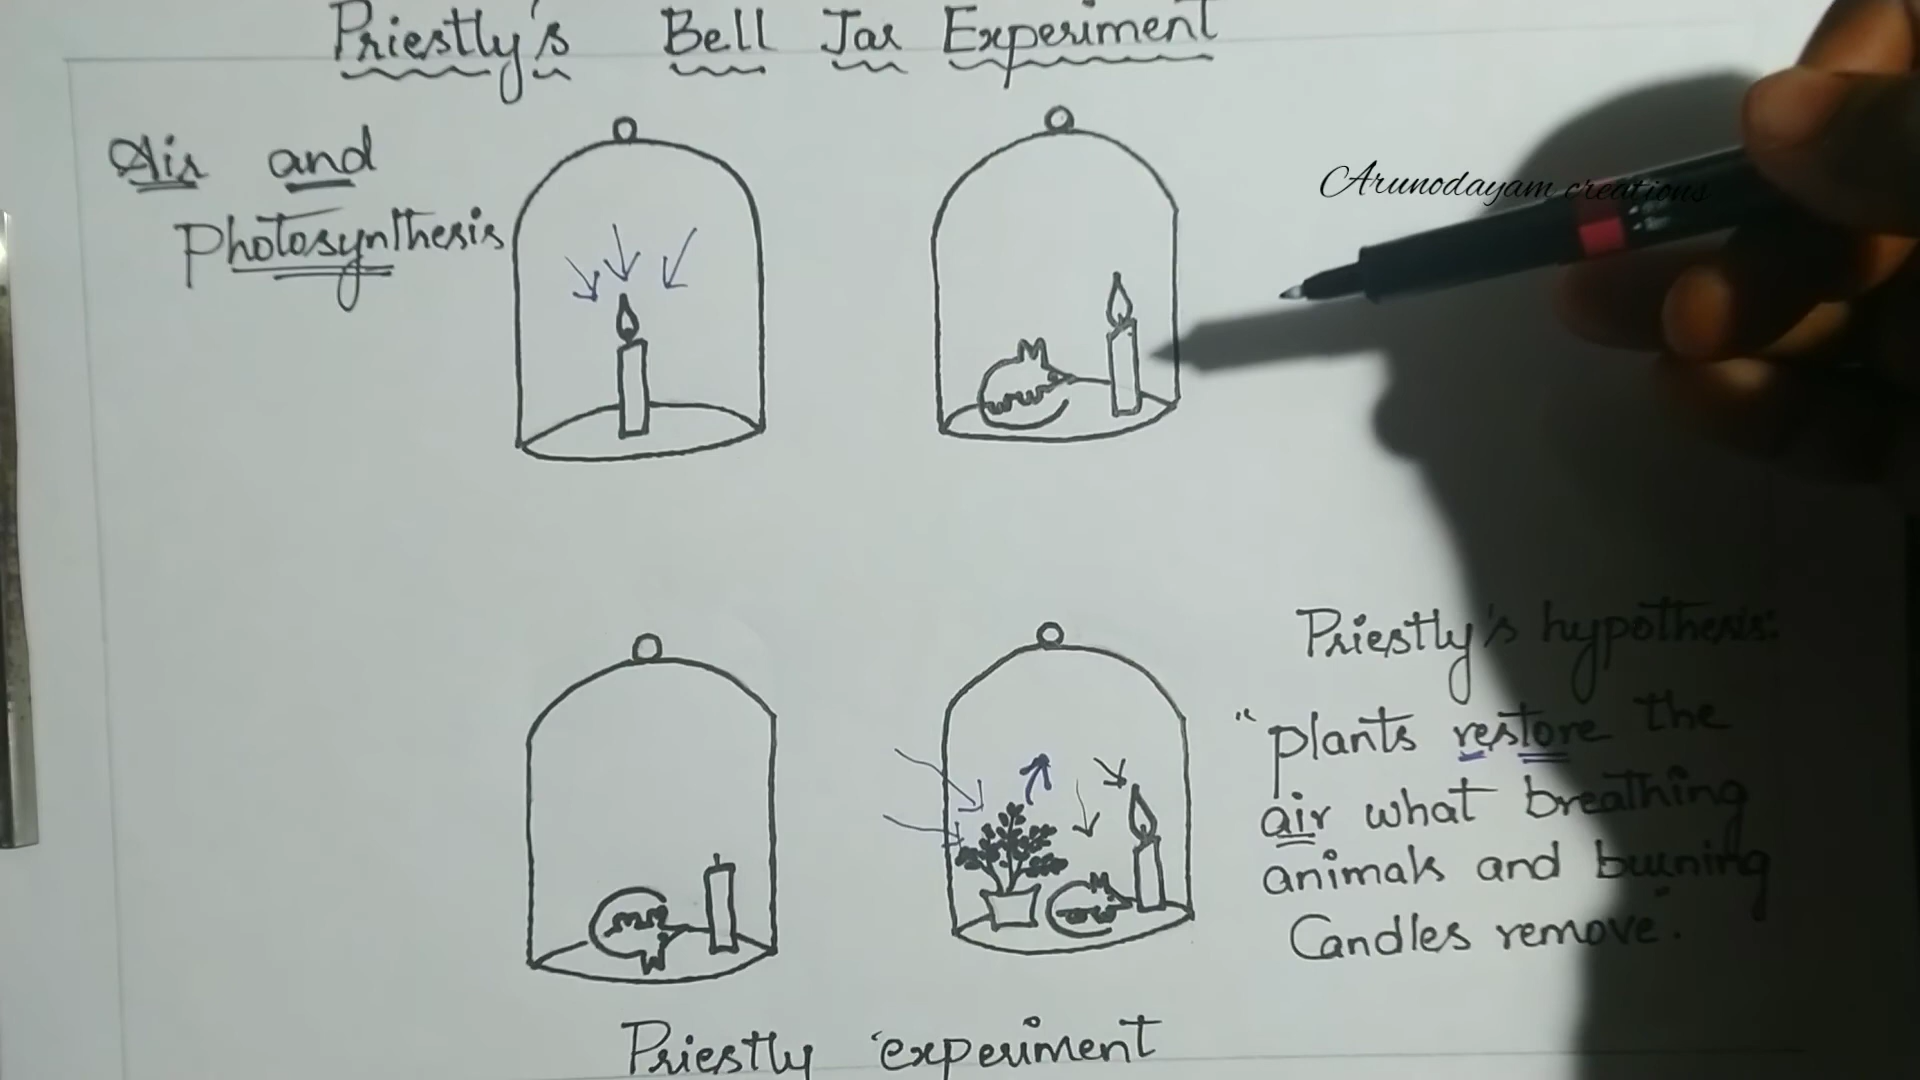 Priestly's Bell Jar Experiment
Air and
Photosynthesis
Arunodayam creations
Priestly's hypothesis:
"plants restore the
air what breathing
animals and burning
Candles remove".
Priestly experiment